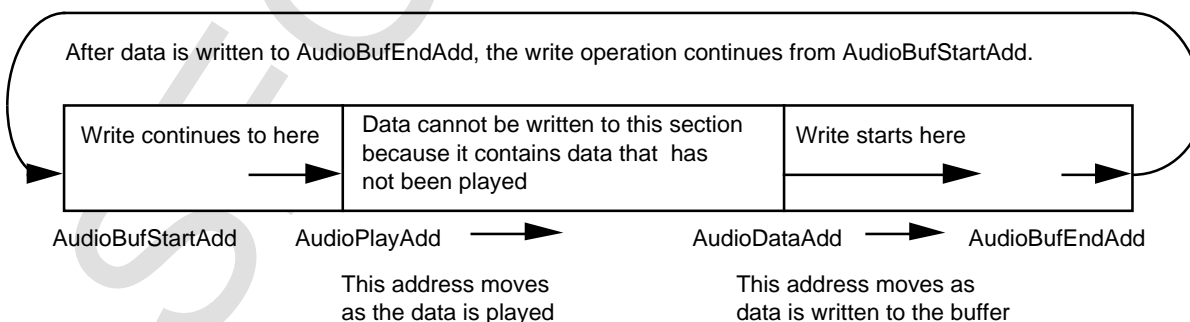 After data is written to AudioBufEndAdd, the write operation continues from AudioBufStartAdd.
Write continues to here
Data cannot be written to this section
because it contains data that has
not been played
Write starts here
AudioBufStartAdd
AudioPlayAdd
AudioDataAdd
AudioBufEndAdd
This address moves
as the data is played
This address moves as
data is written to the buffer